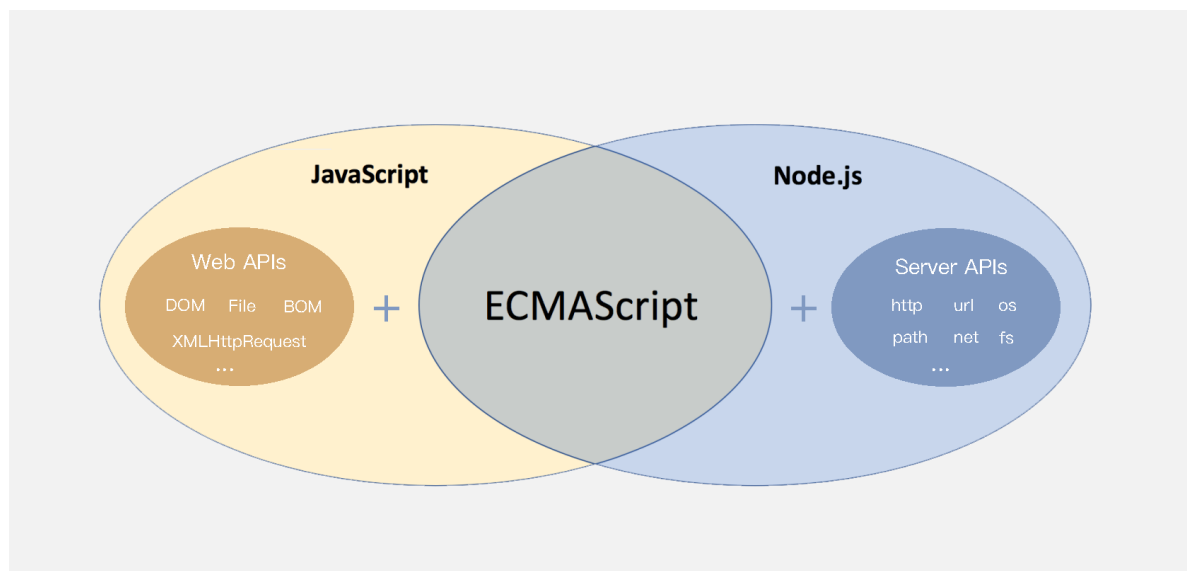 JavaScript
Node.js
Web APIs
DOM File BOM
XMLHttpRequest
...
+
ECMAScript
+
Server APIs
http url os
path net fs
...